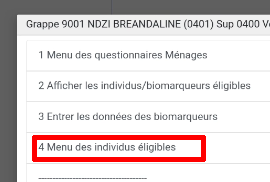 Grappe 9001 NDZI BREANDALINE (0401) Sup 0400 Ve
1 Menu des questionnaires Ménages
2 Afficher les individus/biomarqueurs éligibles
3 Entrer les données des biomarqueurs
4 Menu des individus éligibles
------------------------------------